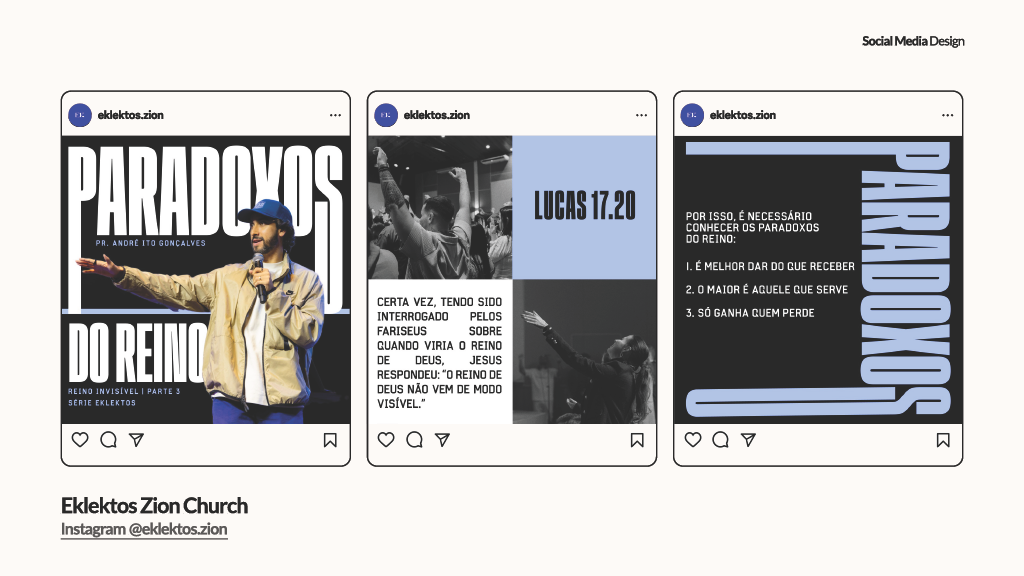 Social Media Design
eklektos.zion
PARADOXOS
PR. ANDRÉ ITO GONÇALVES
DO REINO
REINO INVISÍVEL | PARTE 3
SÉRIE EKLEKTOS
eklektos.zion
LUCAS 17.20
CERTA VEZ, TENDO SIDO
INTERROGADO PELOS
FARISEUS SOBRE
QUANDO VIRIA O REINO
DE DEUS, JESUS
RESPONDEU: "O REINO DE
DEUS NÃO VEM DE MODO
VISÍVEL."
eklektos.zion
POR ISSO, É NECESSÁRIO
CONHECER OS PARADOXOS
DO REINO:
1. É MELHOR DAR DO QUE RECEBER
2. O MAIOR É AQUELE QUE SERVE
3. SÓ GANHA QUEM PERDE
PARADOXOS
Eklektos Zion Church
Instagram @eklektos.zion